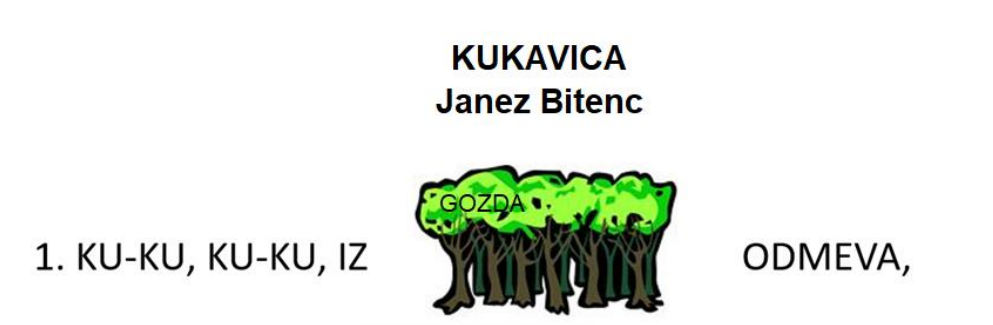 KUKAVICA
Janez Bitenc
1. KU-KU, KU-KU, IZ GOZDA ODMEVA,